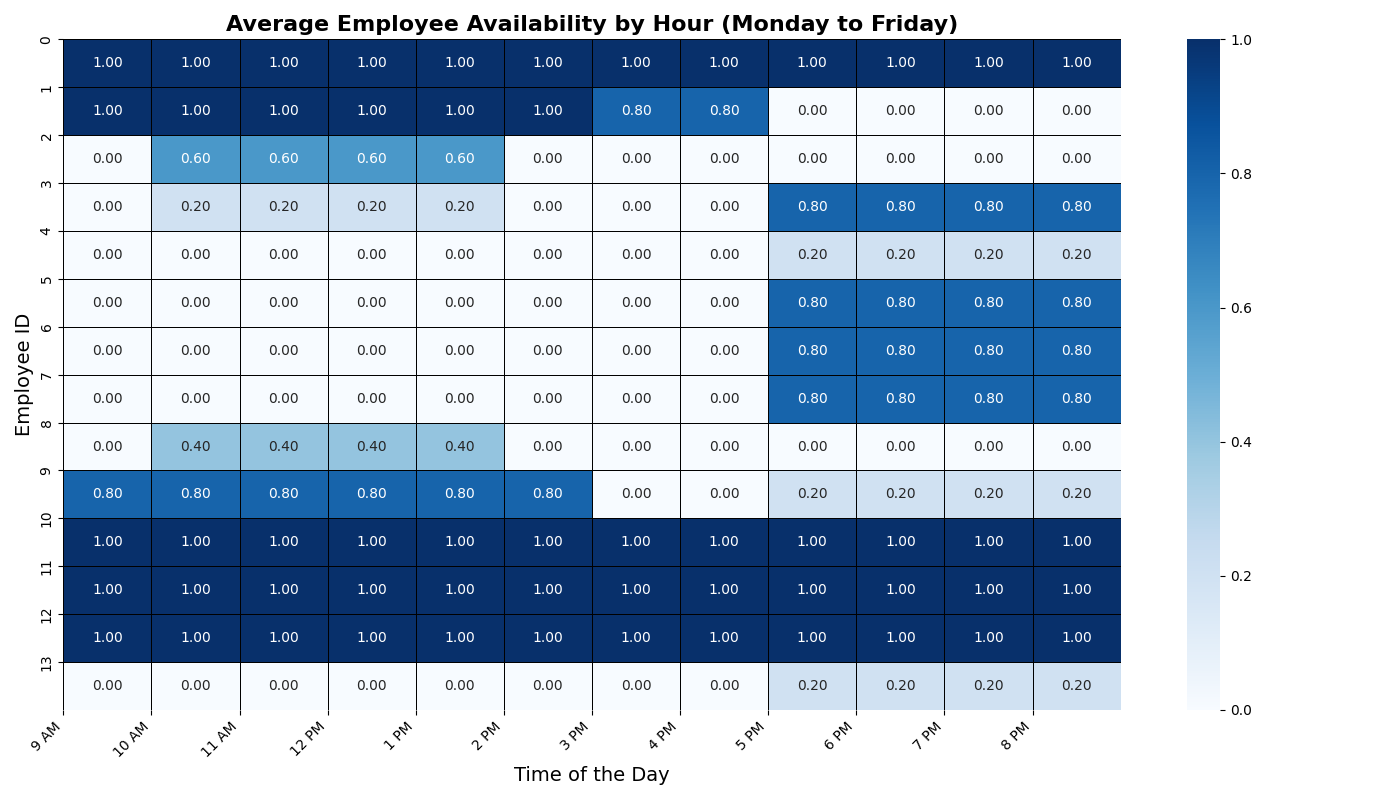 Average Employee Availability by Hour (Monday to Friday)
0
1.00 1.00 1.00 1.00 1.00 1.00 1.00 1.00 1.00 1.00 1.00 1.00
1
1.00 1.00 1.00 1.00 1.00 1.00 0.80 0.80 0.00 0.00 0.00 0.00
2
0.00 0.60 0.60 0.60 0.60 0.00 0.00 0.00 0.00 0.00 0.00 0.00
3
0.00 0.20 0.20 0.20 0.20 0.00 0.00 0.00 0.80 0.80 0.80 0.80
4
0.00 0.00 0.00 0.00 0.00 0.00 0.00 0.00 0.20 0.20 0.20 0.20
5
0.00 0.00 0.00 0.00 0.00 0.00 0.00 0.00 0.80 0.80 0.80 0.80
6
0.00 0.00 0.00 0.00 0.00 0.00 0.00 0.00 0.80 0.80 0.80 0.80
7
0.00 0.00 0.00 0.00 0.00 0.00 0.00 0.00 0.80 0.80 0.80 0.80
8
0.00 0.40 0.40 0.40 0.40 0.00 0.00 0.00 0.00 0.00 0.00 0.00
9
0.80 0.80 0.80 0.80 0.80 0.80 0.00 0.00 0.20 0.20 0.20 0.20
10
1.00 1.00 1.00 1.00 1.00 1.00 1.00 1.00 1.00 1.00 1.00 1.00
11
1.00 1.00 1.00 1.00 1.00 1.00 1.00 1.00 1.00 1.00 1.00 1.00
12
1.00 1.00 1.00 1.00 1.00 1.00 1.00 1.00 1.00 1.00 1.00 1.00
13
0.00 0.00 0.00 0.00 0.00 0.00 0.00 0.00 0.20 0.20 0.20 0.20
Employee ID
9 AM 10 AM 11 AM 12 PM 1 PM 2 PM 3 PM 4 PM 5 PM 6 PM 7 PM 8 PM
Time of the Day
1.0
0.8
0.6
0.4
0.2
0.0